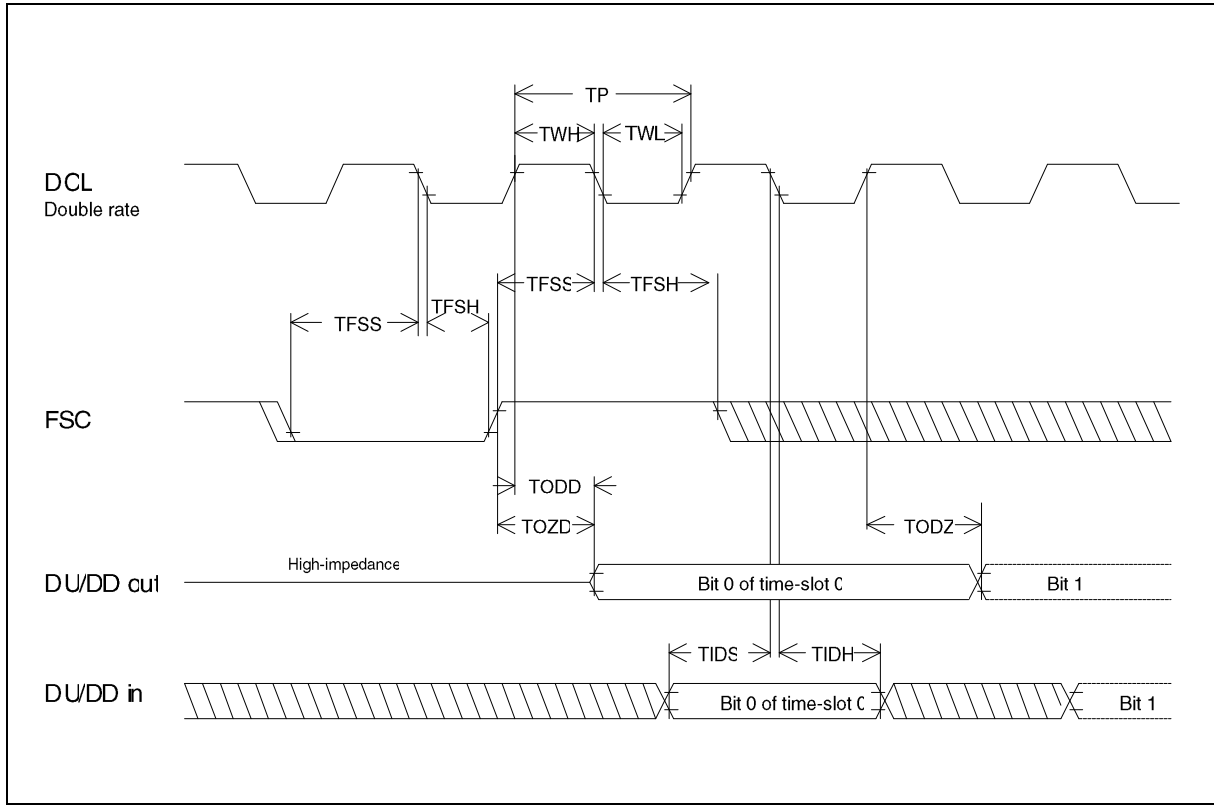 TP
TWH TWL
DCL
Double rate
TFSS TFSH
TFSH
TFSS
FSC
TODD
TOZD TODZ
High-impedance
DU/DD out Bit 0 of time-slot 0 Bit 1
TIDS TIDH
DU/DD in Bit 0 of time-slot 0 Bit 1